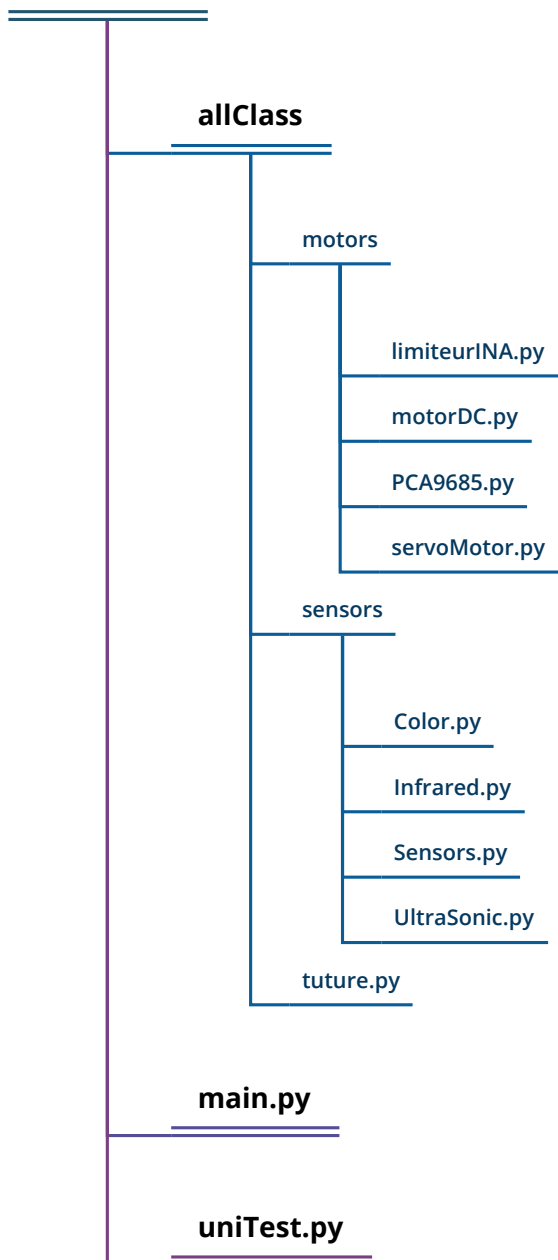 allClass
motors
limiteurINA.py
motorDC.py
PCA9685.py
servoMotor.py
sensors
Color.py
Infrared.py
Sensors.py
UltraSonic.py
tuture.py
main.py
uniTest.py